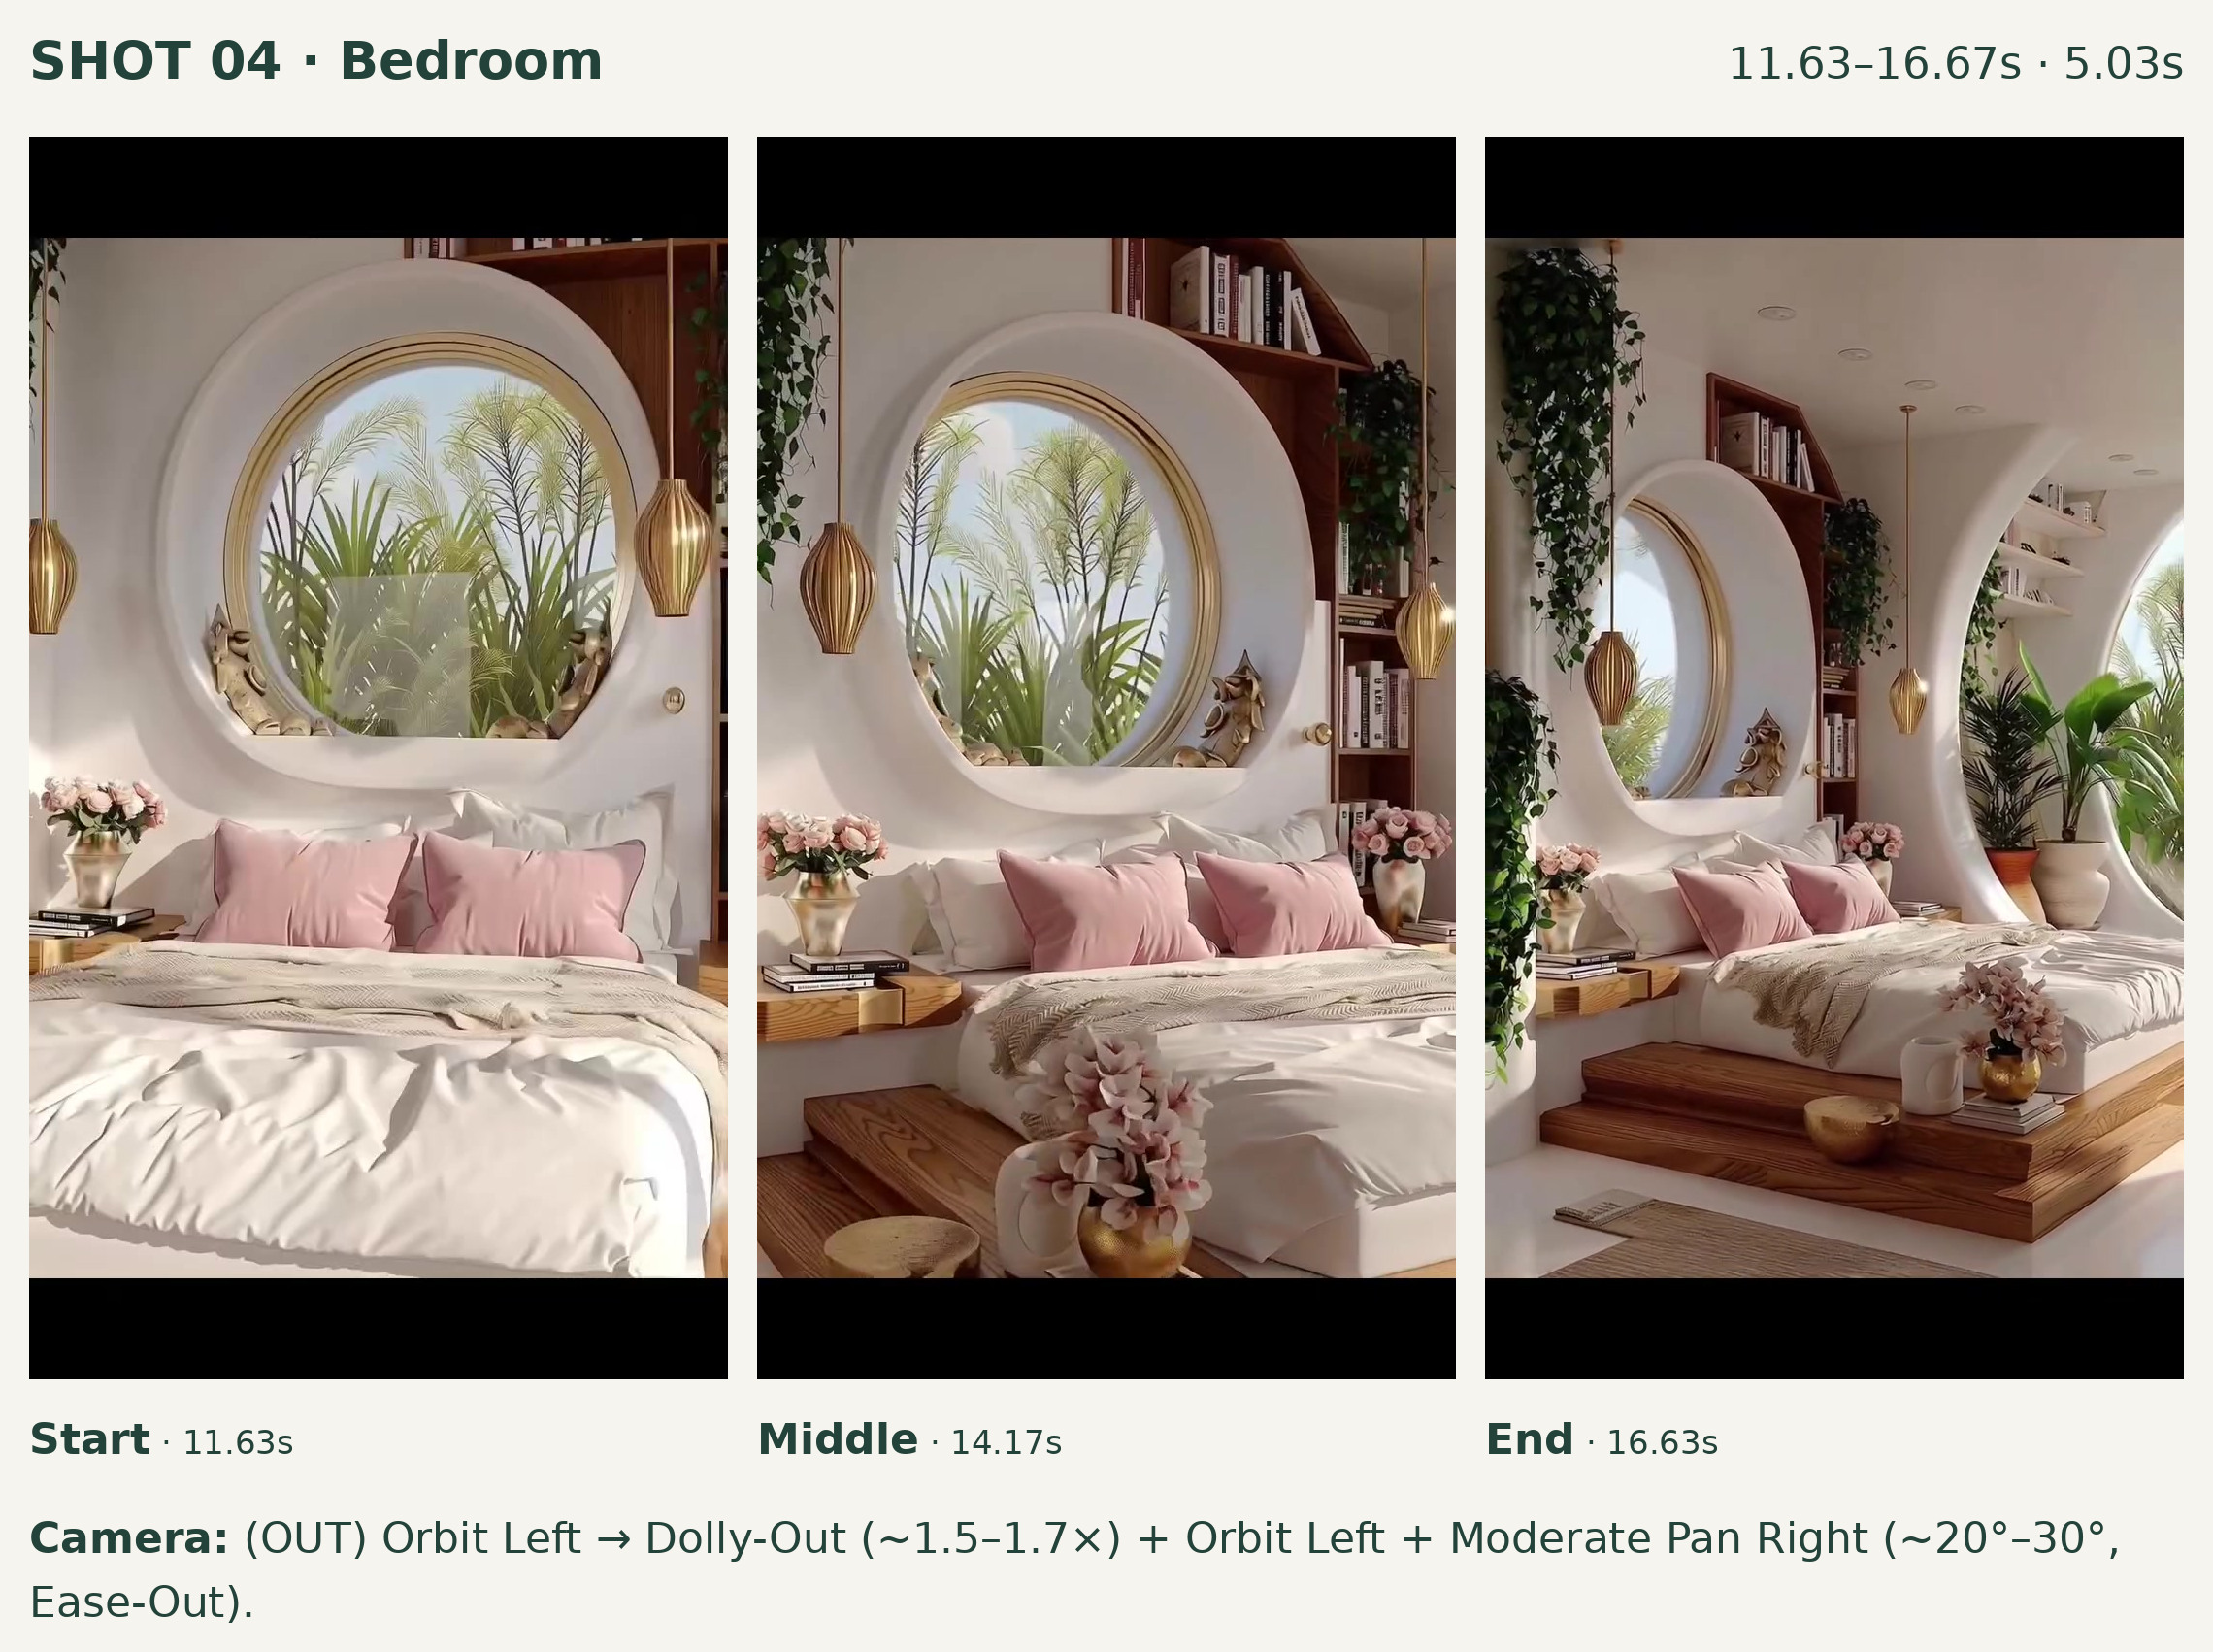 SHOT 04 · Bedroom
11.63–16.67s · 5.03s
Start · 11.63s
Middle · 14.17s
End · 16.63s
Camera: (OUT) Orbit Left → Dolly-Out (~1.5–1.7×) + Orbit Left + Moderate Pan Right (~20°–30°,
Ease-Out).